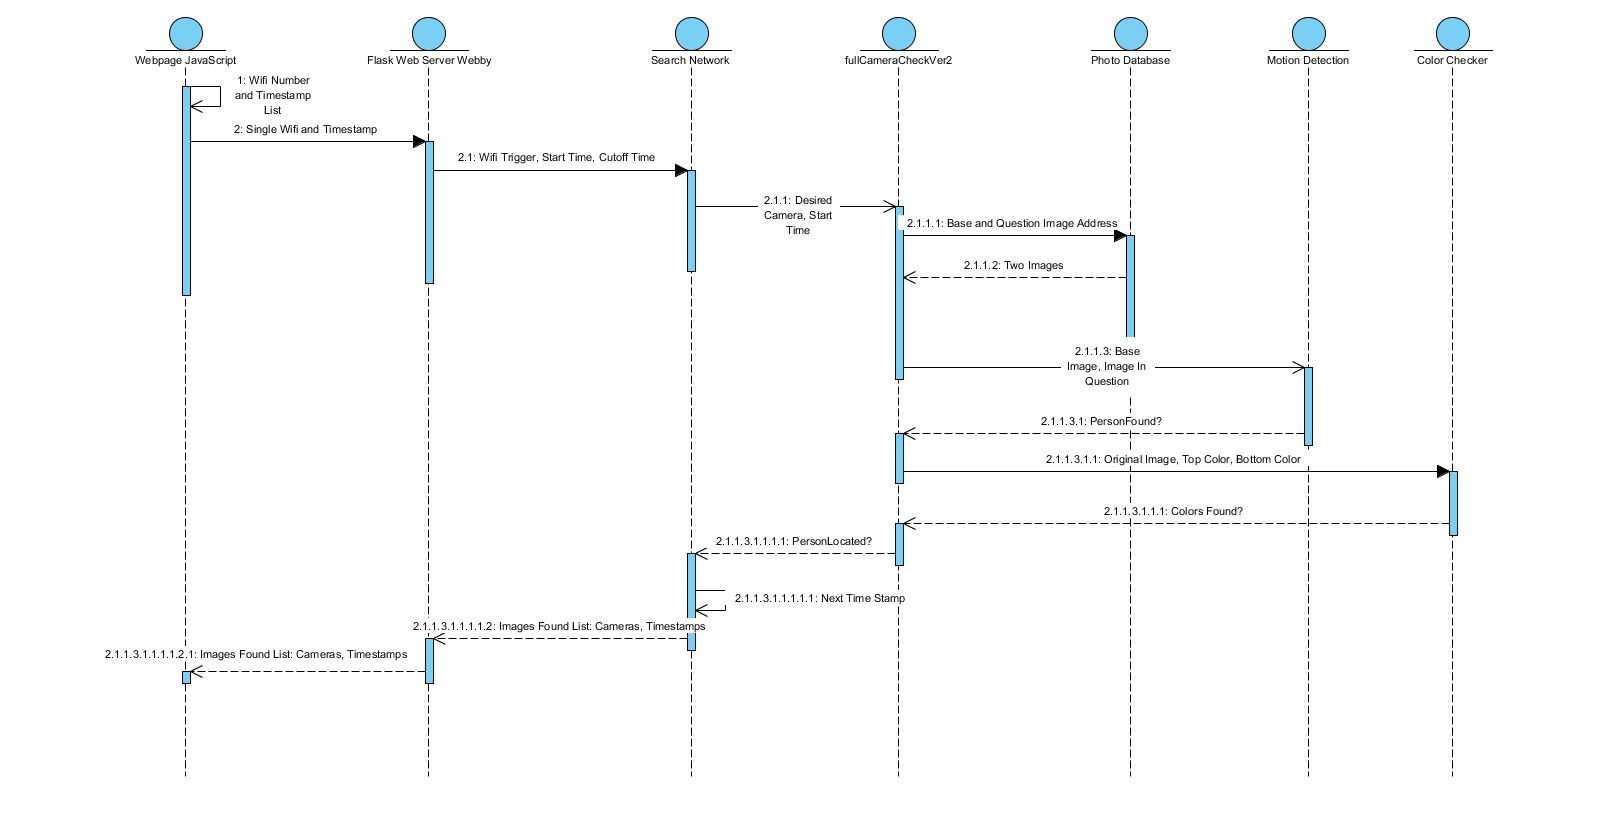 Webpage JavaScript
Flask Web Server Webby
Search Network
fullCameraCheckVer2
Photo Database
Motion Detection
Color Checker
1: Wifi Number
and Timestamp
List
2: Single Wifi and Timestamp
2.1: Wifi Trigger, Start Time, Cutoff Time
2.1.1: Desired
Camera, Start
Time
2.1.1.1: Base and Question Image Address
2.1.1.2: Two Images
2.1.1.3: Base
Image, Image In
Question
2.1.1.3.1: PersonFound?
2.1.1.3.1.1: Original Image, Top Color, Bottom Color
2.1.1.3.1.1.1: Colors Found?
2.1.1.3.1.1.1.1: PersonLocated?
2.1.1.3.1.1.1.1.1: Next Time Stamp
2.1.1.3.1.1.1.1.2: Images Found List: Cameras, Timestamps
2.1.1.3.1.1.1.1.2.1: Images Found List: Cameras, Timestamps